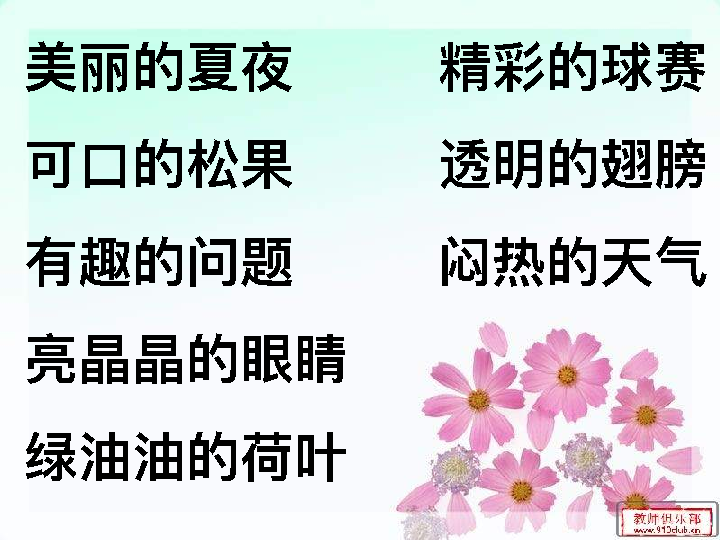 美丽的夏夜
精彩的球赛
可口的松果
透明的翅膀
有趣的问题
闷热的天气
亮晶晶的眼睛
绿油油的荷叶
教师俱乐部
www.910club.cn